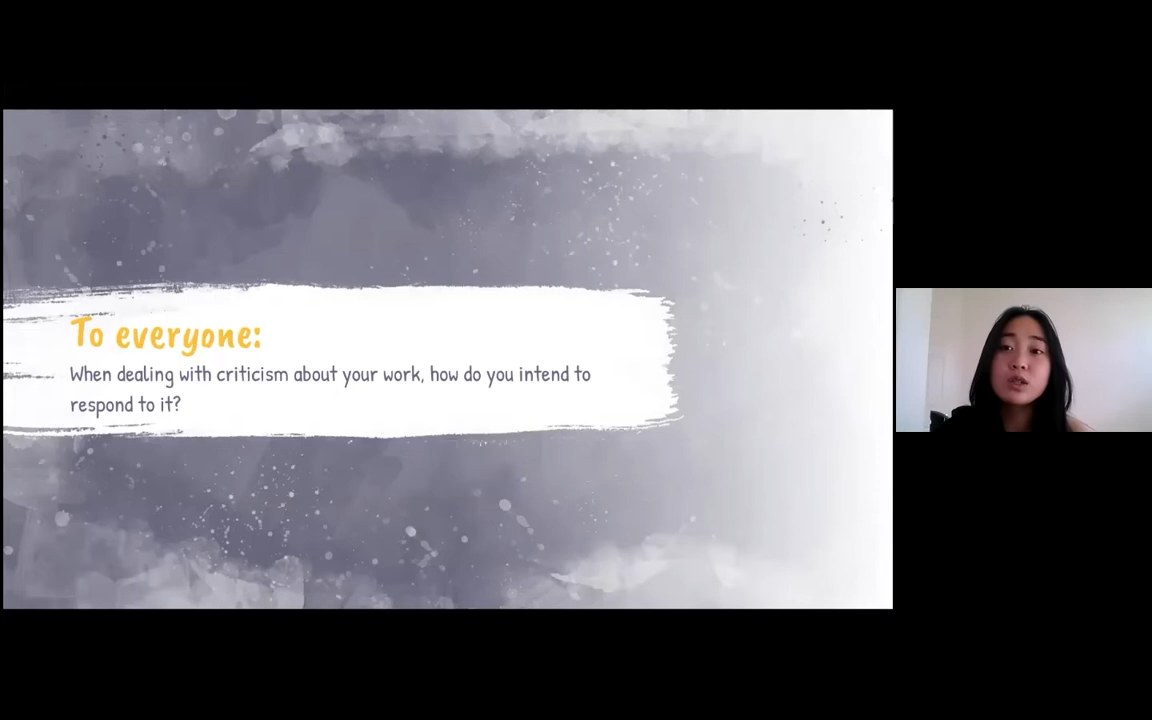 To everyone:
When dealing with criticism about your work, how do you intend to
respond to it?